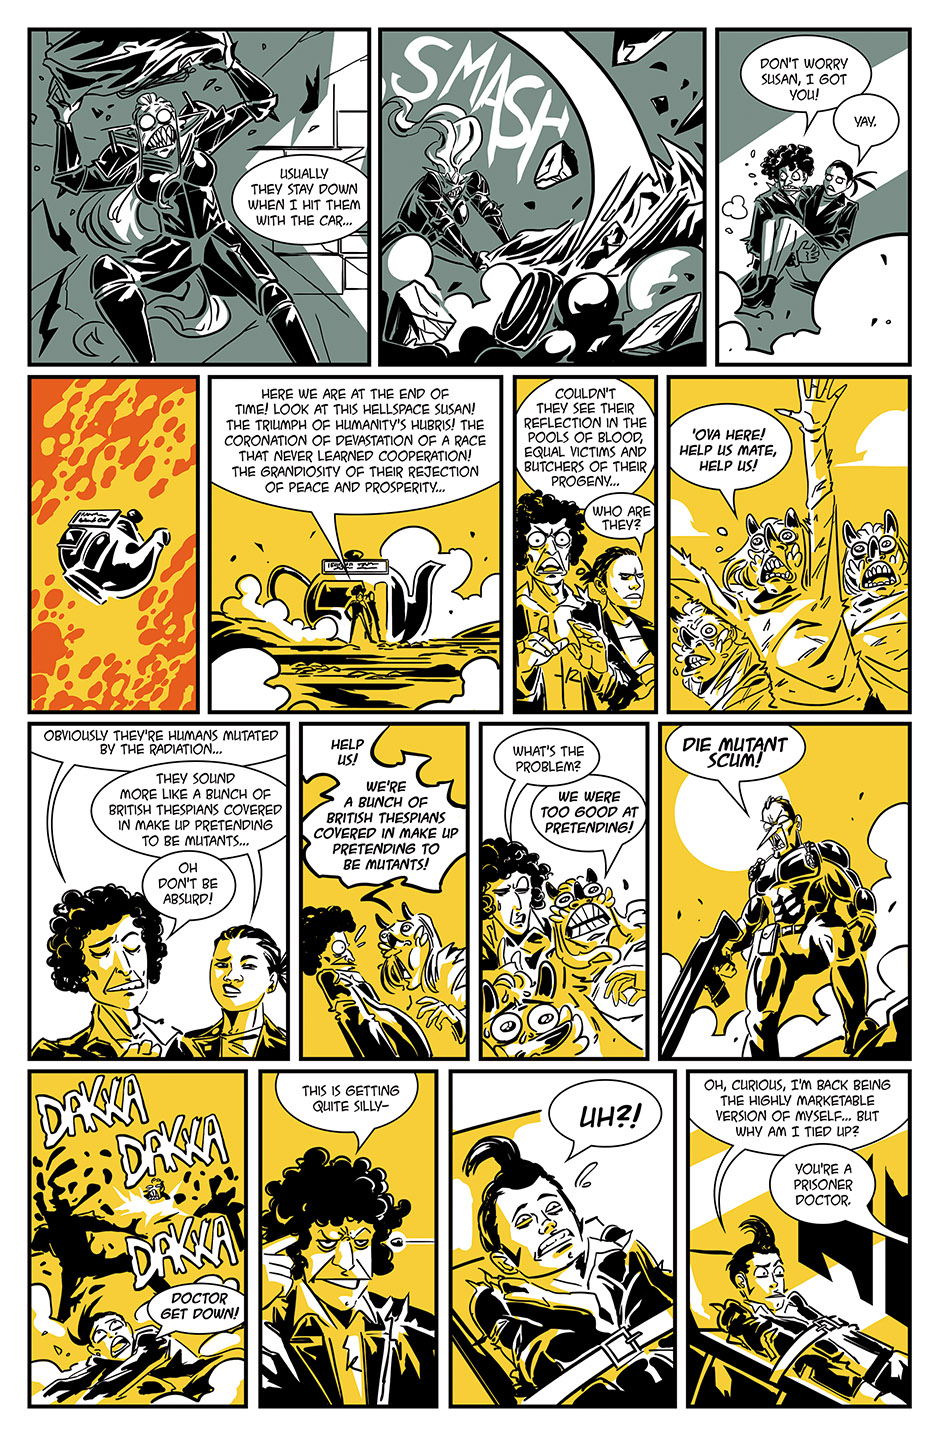 USUALLY
THEY STAY DOWN
WHEN I HIT THEM
WITH THE CAR...
SMASH
DON'T WORRY
SUSAN, I GOT
YOU!
YAY.
HERE WE ARE AT THE END OF
TIME! LOOK AT THIS HELLSPACE SUSAN!
THE TRIUMPH OF HUMANITY'S HUBRIS! THE
CORONATION OF DEVASTATION OF A RACE
THAT NEVER LEARNED COOPERATION!
THE GRANDIOSITY OF THEIR REJECTION
OF PEACE AND PROSPERITY...
COULDN'T
THEY SEE THEIR
REFLECTION IN THE
POOLS OF BLOOD,
EQUAL VICTIMS AND
BUTCHERS OF THEIR
PROGENY...
WHO ARE
THEY?
'OVA HERE!
HELP US MATE,
HELP US!
OBVIOUSLY THEY'RE HUMANS MUTATED
BY THE RADIATION...
THEY SOUND
MORE LIKE A BUNCH OF
BRITISH THESPIANS COVERED
IN MAKE UP PRETENDING
TO BE MUTANTS...
OH
DON'T BE
ABSURD!
HELP
US!
WE'RE
A BUNCH OF
BRITISH THESPIANS
COVERED IN MAKE UP
PRETENDING TO
BE MUTANTS!
WHAT'S THE
PROBLEM?
WE WERE
TOO GOOD AT
PRETENDING!
DIE MUTANT
SCUM!
DAKKA
DAKKA
DAKKA
DOCTOR
GET DOWN!
THIS IS GETTING
QUITE SILLY-
UH?!
OH, CURIOUS, I'M BACK BEING
THE HIGHLY MARKETABLE
VERSION OF MYSELF... BUT
WHY AM I TIED UP?
YOU'RE A
PRISONER
DOCTOR.